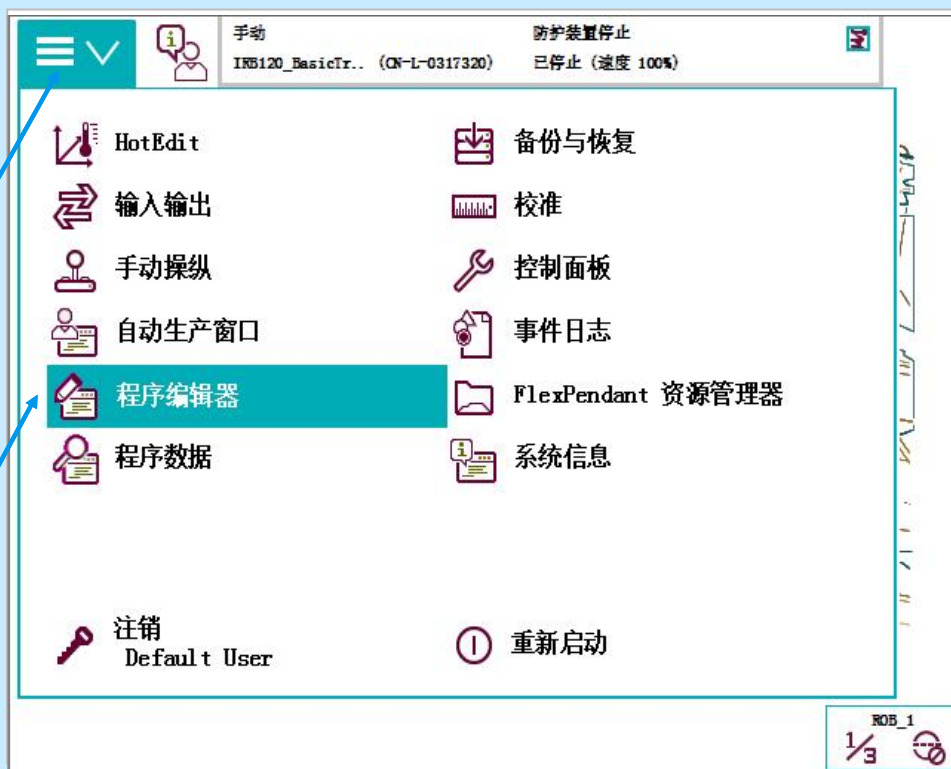 手动
防护装置停止
IRB120_BasicTr.. (CN-L-0317320)
已停止 (速度 100%)
HotEdit
备份与恢复
输入输出
校准
手动操纵
控制面板
自动生产窗口
事件日志
程序编辑器
FlexPendant 资源管理器
程序数据
系统信息
注销
Default User
重新启动
ROB_1
1/3